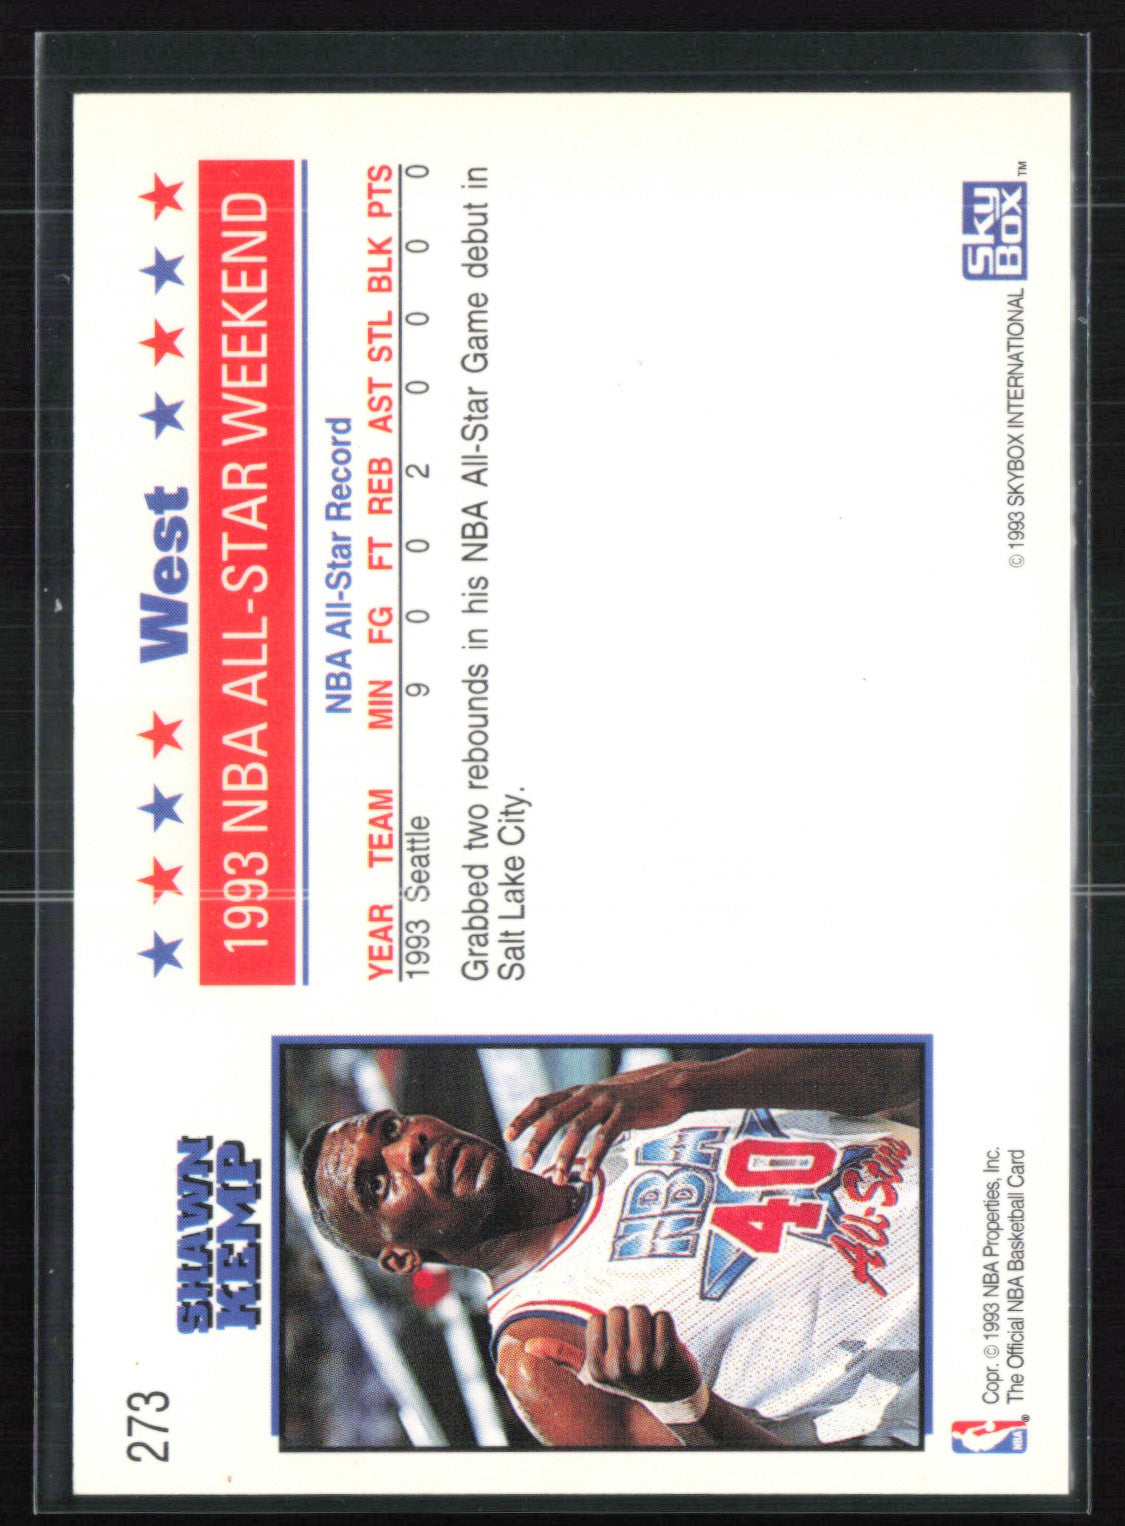 273
SHAWN
KEMP
NBA
40
All-Star
West
1993 NBA ALL-STAR WEEKEND
NBA All-Star Record
YEAR TEAM MIN FG FT REB AST STL BLK PTS
1993 Seattle 9 0 0 2 0 0 0 0
Grabbed two rebounds in his NBA All-Star Game debut in
Salt Lake City.
NBA ®
Copr. © 1993 NBA Properties, Inc.
The Official NBA Basketball Card
© 1993 SKYBOX INTERNATIONAL
Sky
BOX ™